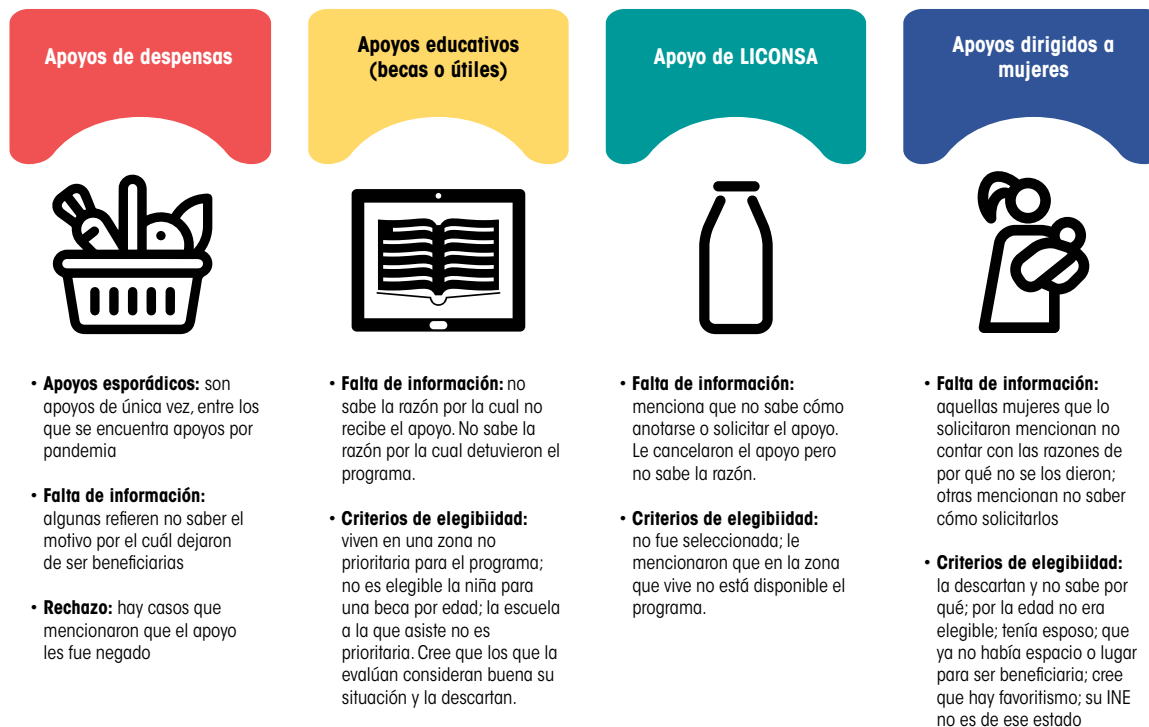 Apoyos de despensas
• Apoyos esporádicos: son
apoyos de única vez, entre los
que se encuentra apoyos por
pandemia
• Falta de información:
algunas refieren no saber el
motivo por el cuál dejaron
de ser beneficiarias
• Rechazo: hay casos que
mencionaron que el apoyo
les fue negado
Apoyos educativos
(becas o útiles)
• Falta de información: no
sabe la razón por la cual no
recibe el apoyo. No sabe la
razón por la cual detuvieron el
programa.
• Criterios de elegibiidad:
viven en una zona no
prioritaria para el programa;
no es elegible la niña para
una beca por edad; la escuela
a la que asiste no es
prioritaria. Cree que los que la
evalúan consideran buena su
situación y la descartan.
Apoyo de LICONSA
• Falta de información:
menciona que no sabe cómo
anotarse o solicitar el apoyo.
Le cancelaron el apoyo pero
no sabe la razón.
• Criterios de elegibiidad:
no fue seleccionada; le
mencionaron que en la zona
que vive no está disponible el
programa.
Apoyos dirigidos a
mujeres
• Falta de información:
aquellas mujeres que lo
solicitaron mencionan no
contar con las razones de
por qué no se los dieron;
otras mencionan no saber
cómo solicitarlos
• Criterios de elegibiidad:
la descartan y no sabe por
qué; por la edad no era
elegible; tenía esposo; que
ya no había espacio o lugar
para ser beneficiaria; cree
que hay favoritismo; su INE
no es de ese estado